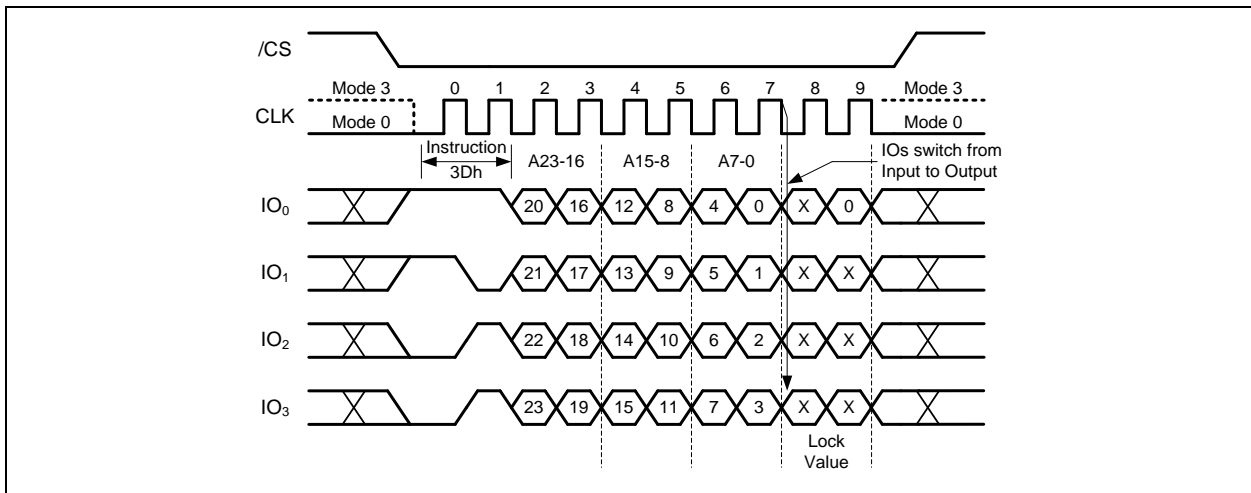 /CS
Mode 3 0 1 2 3 4 5 6 7 8 9 Mode 3
CLK
Mode 0 Mode 0
Instruction
3Dh
A23-16 A15-8 A7-0
IOs switch from
Input to Output
IO₀ 20 16 12 8 4 0 X 0
IO₁ 21 17 13 9 5 1 X X
IO₂ 22 18 14 10 6 2 X X
IO₃ 23 19 15 11 7 3 X X
Lock
Value